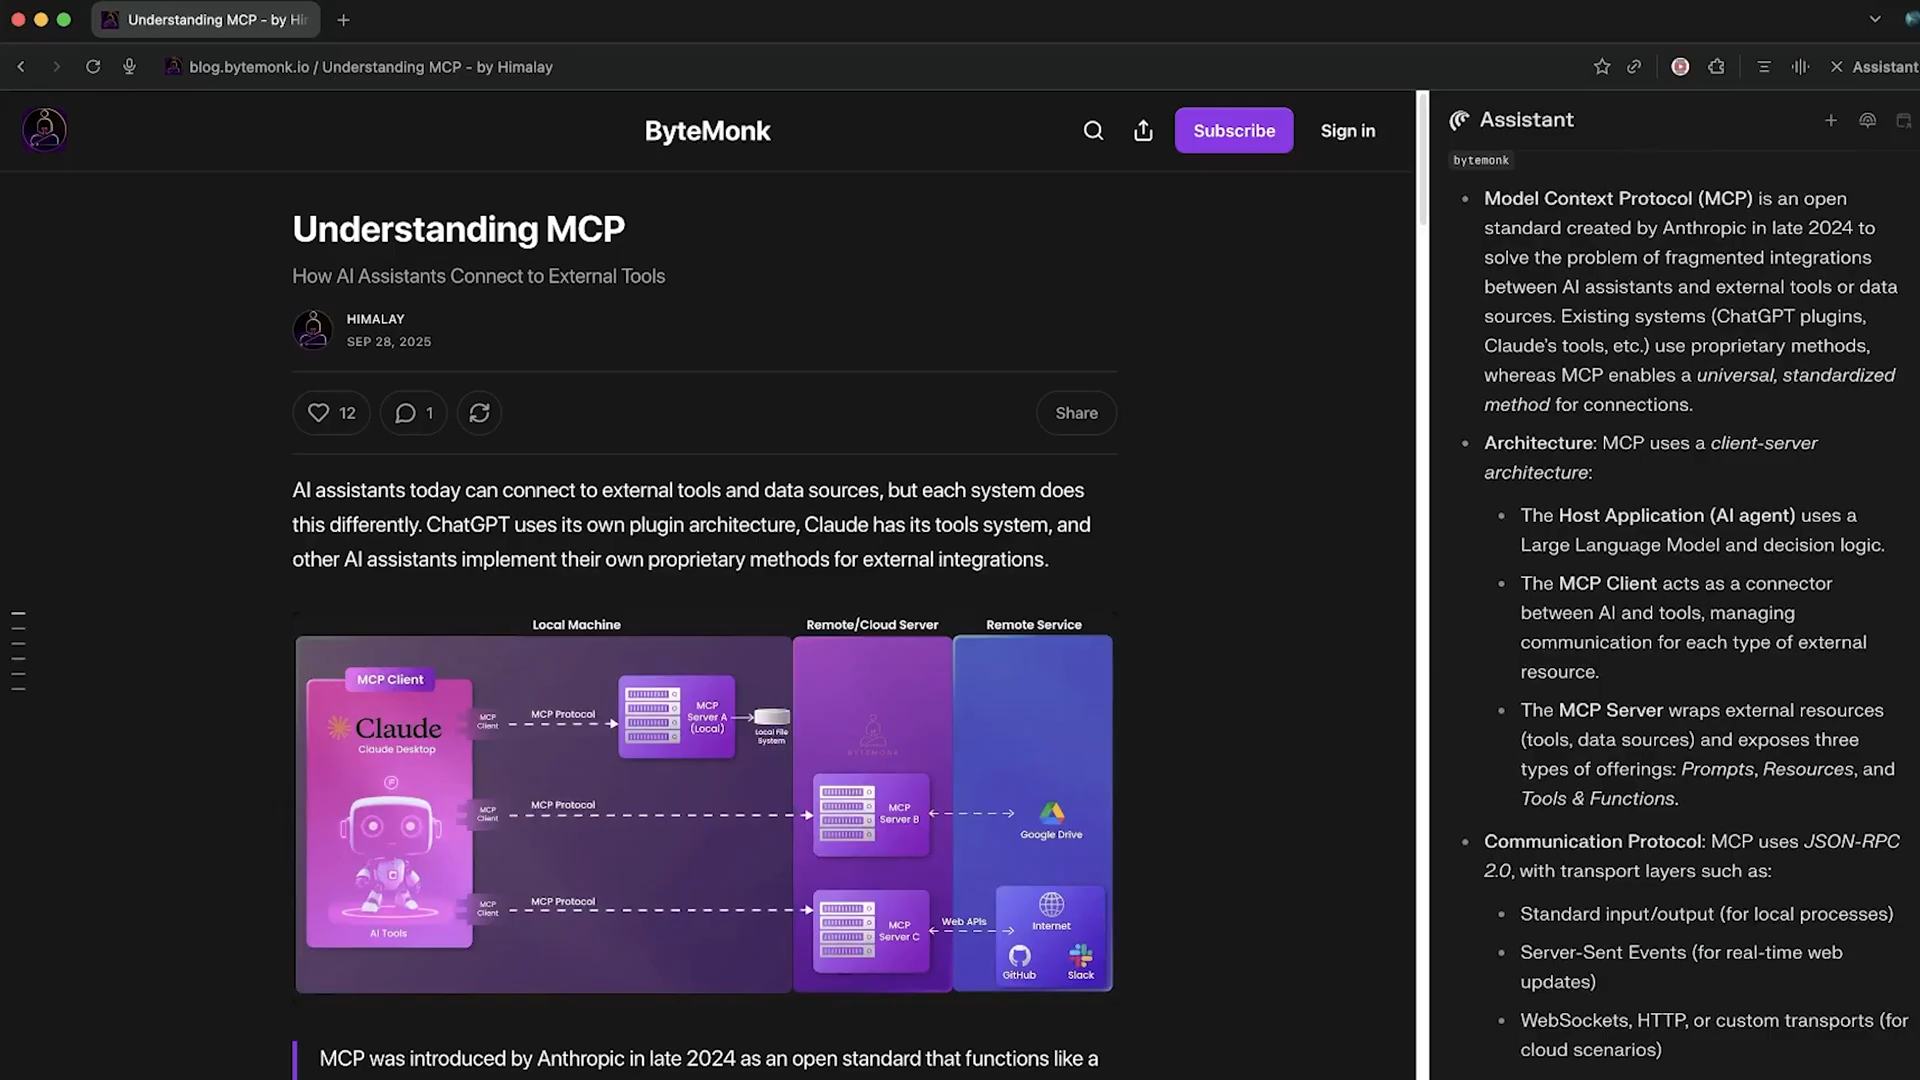 Understanding MCP - by Hi
blog.bytemonk.io / Understanding MCP - by Himalay
Assistant
ByteMonk
Subscribe
Sign in
Understanding MCP
How AI Assistants Connect to External Tools
HIMALAY
SEP 28, 2025
12
1
Share
AI assistants today can connect to external tools and data sources, but each system does
this differently. ChatGPT uses its own plugin architecture, Claude has its tools system, and
other AI assistants implement their own proprietary methods for external integrations.
Local Machine
Remote/Cloud Server
Remote Service
MCP Client
Claude
Claude Desktop
AI Tools
MCP
Client
MCP Protocol
MCP
Server A
(Local)
Local File
System
BYTEMONK
MCP
Client
MCP Protocol
MCP
Server B
Google Drive
MCP
Client
MCP Protocol
MCP
Server C
Web APIs
Internet
GitHub
Slack
MCP was introduced by Anthropic in late 2024 as an open standard that functions like a
Assistant
bytemonk
• Model Context Protocol (MCP) is an open
standard created by Anthropic in late 2024 to
solve the problem of fragmented integrations
between AI assistants and external tools or data
sources. Existing systems (ChatGPT plugins,
Claude's tools, etc.) use proprietary methods,
whereas MCP enables a universal, standardized
method for connections.
• Architecture: MCP uses a client-server
architecture:
• The Host Application (AI agent) uses a
Large Language Model and decision logic.
• The MCP Client acts as a connector
between AI and tools, managing
communication for each type of external
resource.
• The MCP Server wraps external resources
(tools, data sources) and exposes three
types of offerings: Prompts, Resources, and
Tools & Functions.
• Communication Protocol: MCP uses JSON-RPC
2.0, with transport layers such as:
• Standard input/output (for local processes)
• Server-Sent Events (for real-time web
updates)
• WebSockets, HTTP, or custom transports (for
cloud scenarios)